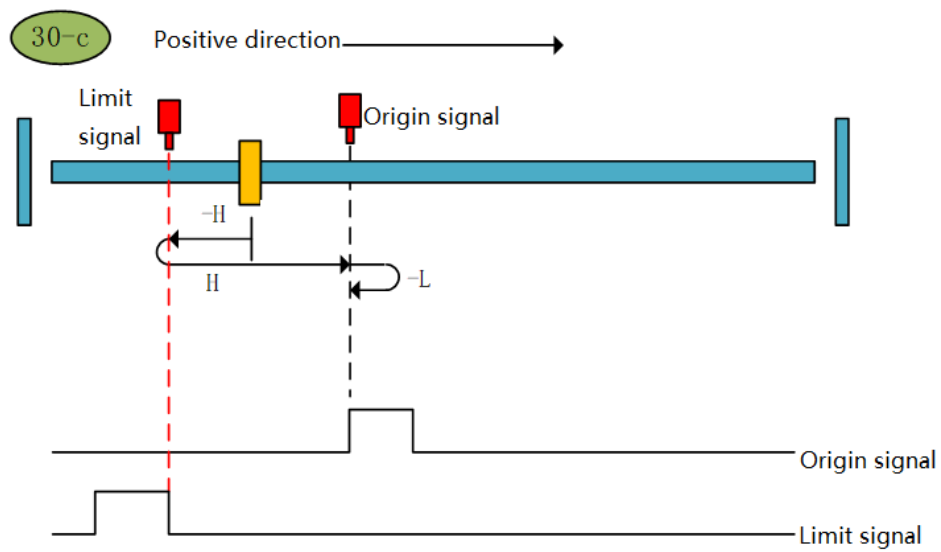 30-c
Positive direction
Limit
signal
Origin signal
-H
H
-L
Origin signal
Limit signal